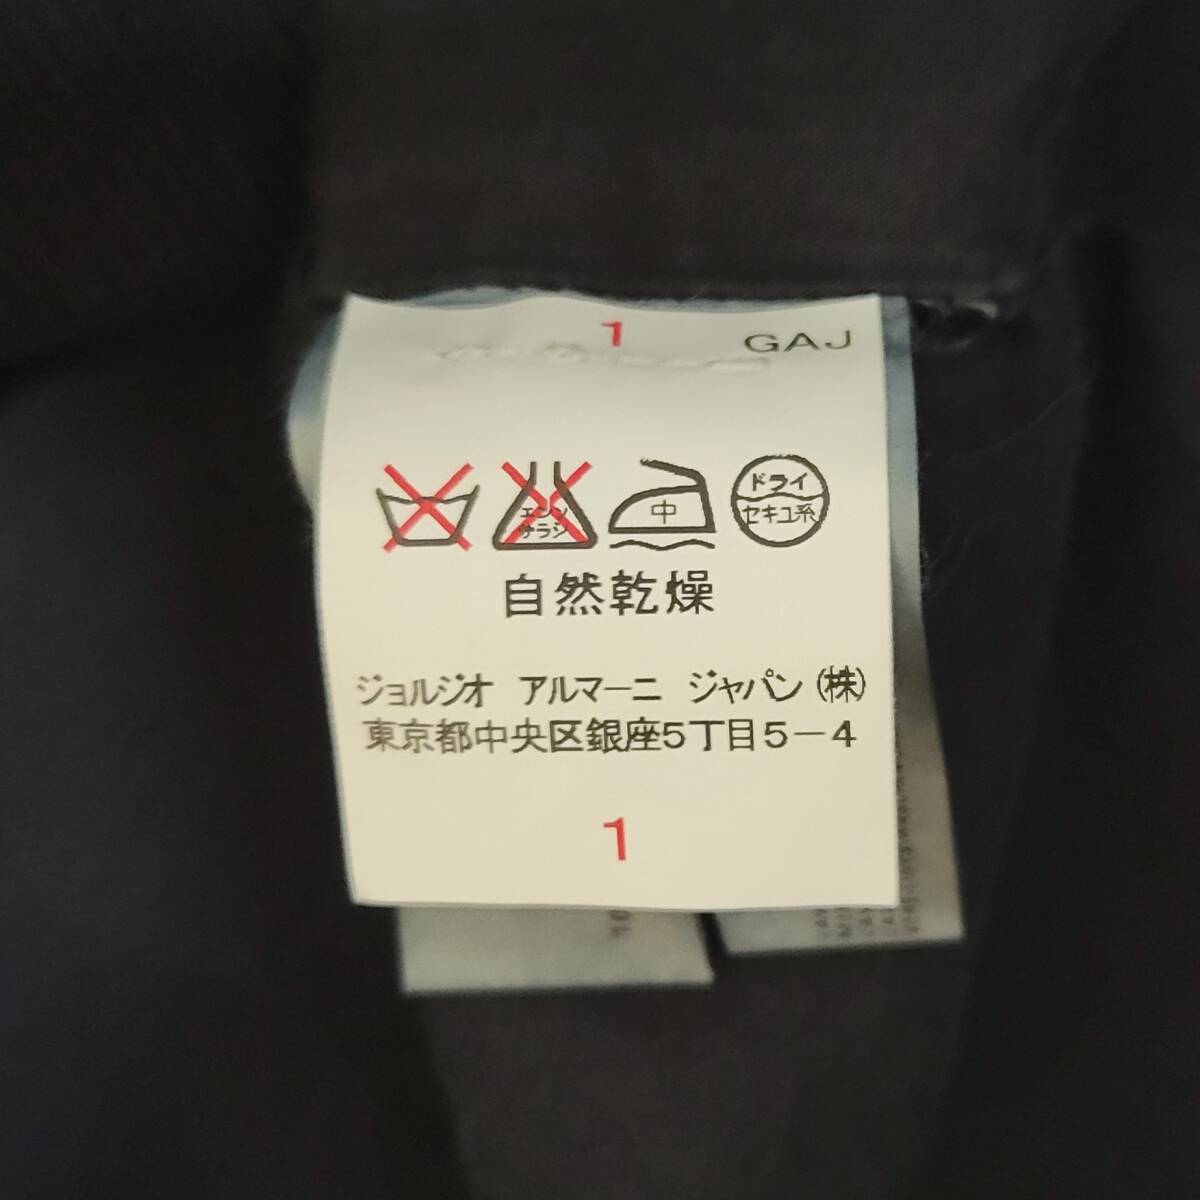 1 GAJ
エンソ サラシ
中
ドライ
セキユ系
自然乾燥
ジョルジオ アルマーニ ジャパン(株)
東京都中央区銀座5丁目5-4
1